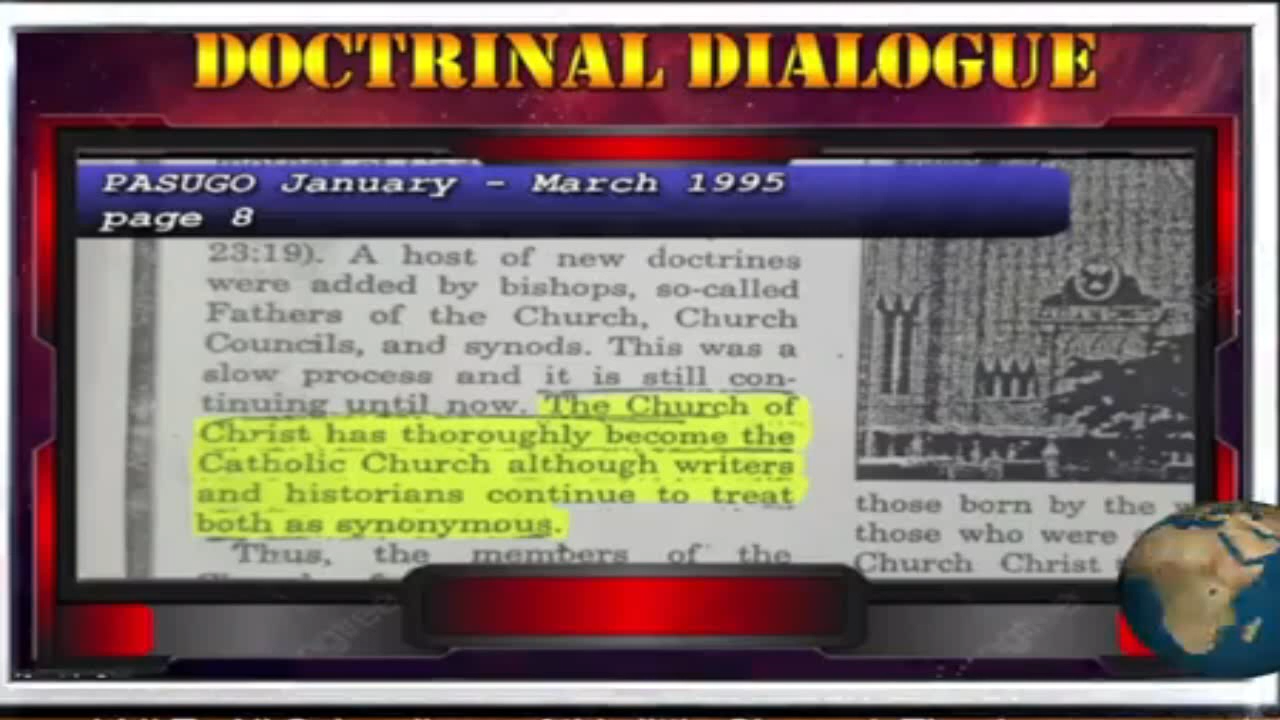 DOCTRINAL DIALOGUE
PASUGO January - March 1995
page 8
23:19). A host of new doctrines
were added by bishops, so-called
Fathers of the Church, Church
Councils, and synods. This was a
slow process and it is still con-
tinuing until now. The Church of
Christ has thoroughly become the
Catholic Church although writers
and historians continue to treat
both as synonymous.
Thus, the members of the
those born by the
those who were
Church Christ